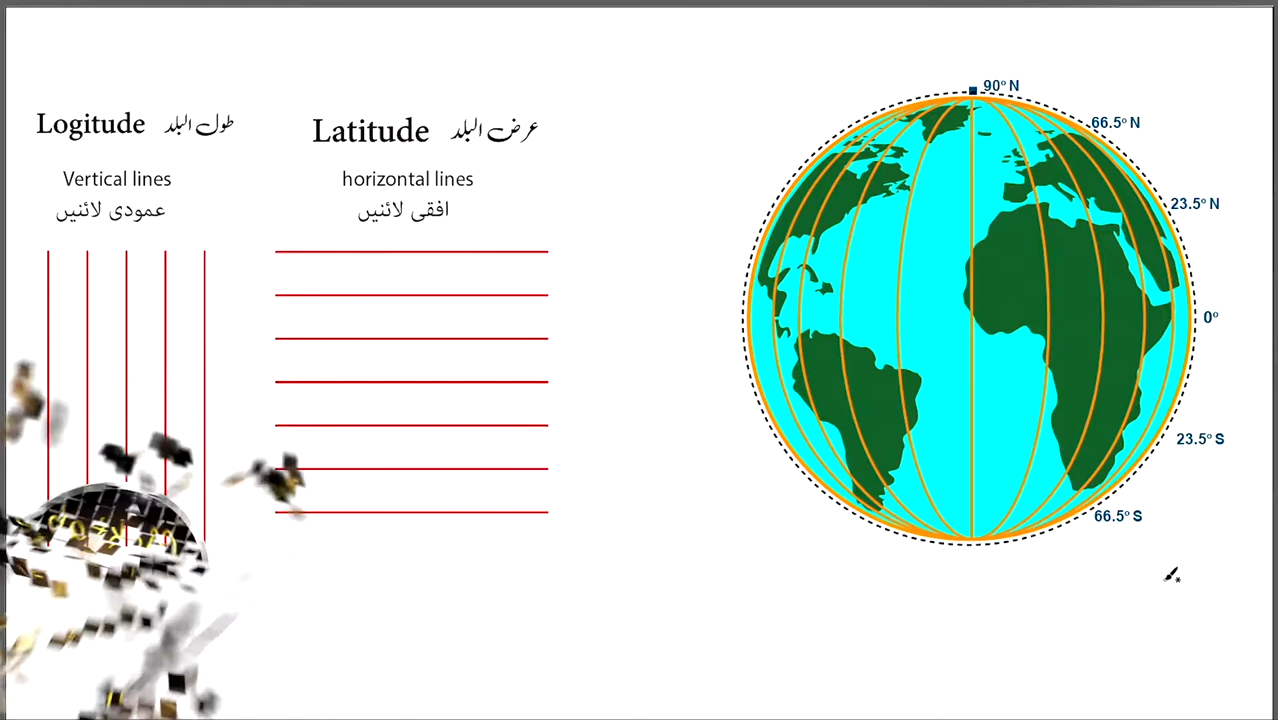 Logitude طول البلد
Vertical lines
عمودی لائنیں
Latitude عرض البلد
horizontal lines
افقی لائنیں
90° N
66.5° N
23.5° N
0°
23.5° S
66.5° S